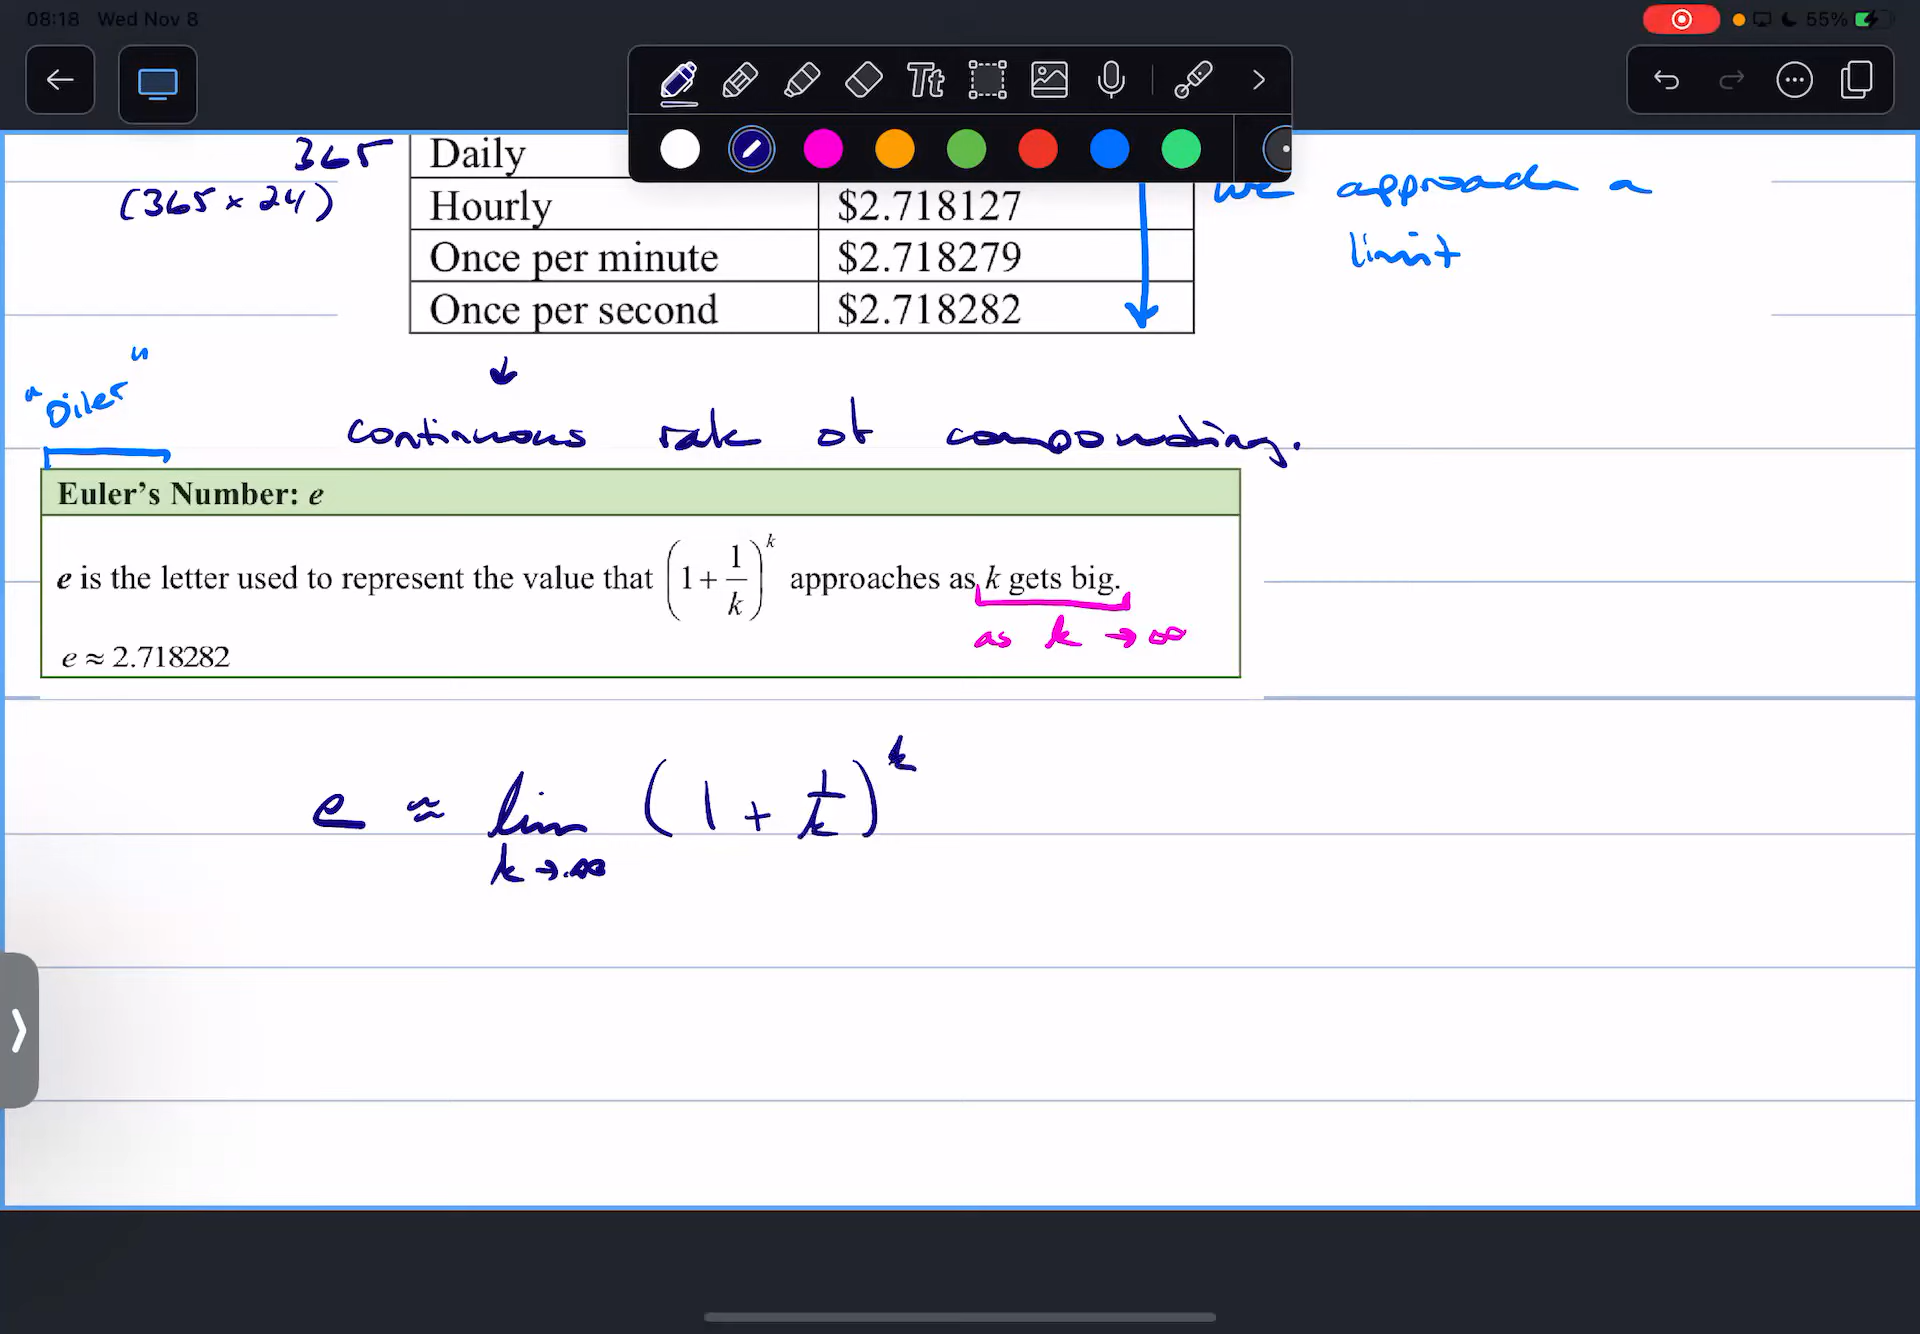 08:18 Wed Nov 8
55%
Tt
365 Daily
(365 × 24) Hourly $2.718127
we approach a
limit
Once per minute $2.718279
Once per second $2.718282
↓
"Oiler"
continuous rate of compounding.
Euler's Number: e
e is the letter used to represent the value that (1 + 1/k)^k approaches as k gets big.
as k → ∞
e ≈ 2.718282
e ≈ lim (1 + 1/k)^k
k → ∞